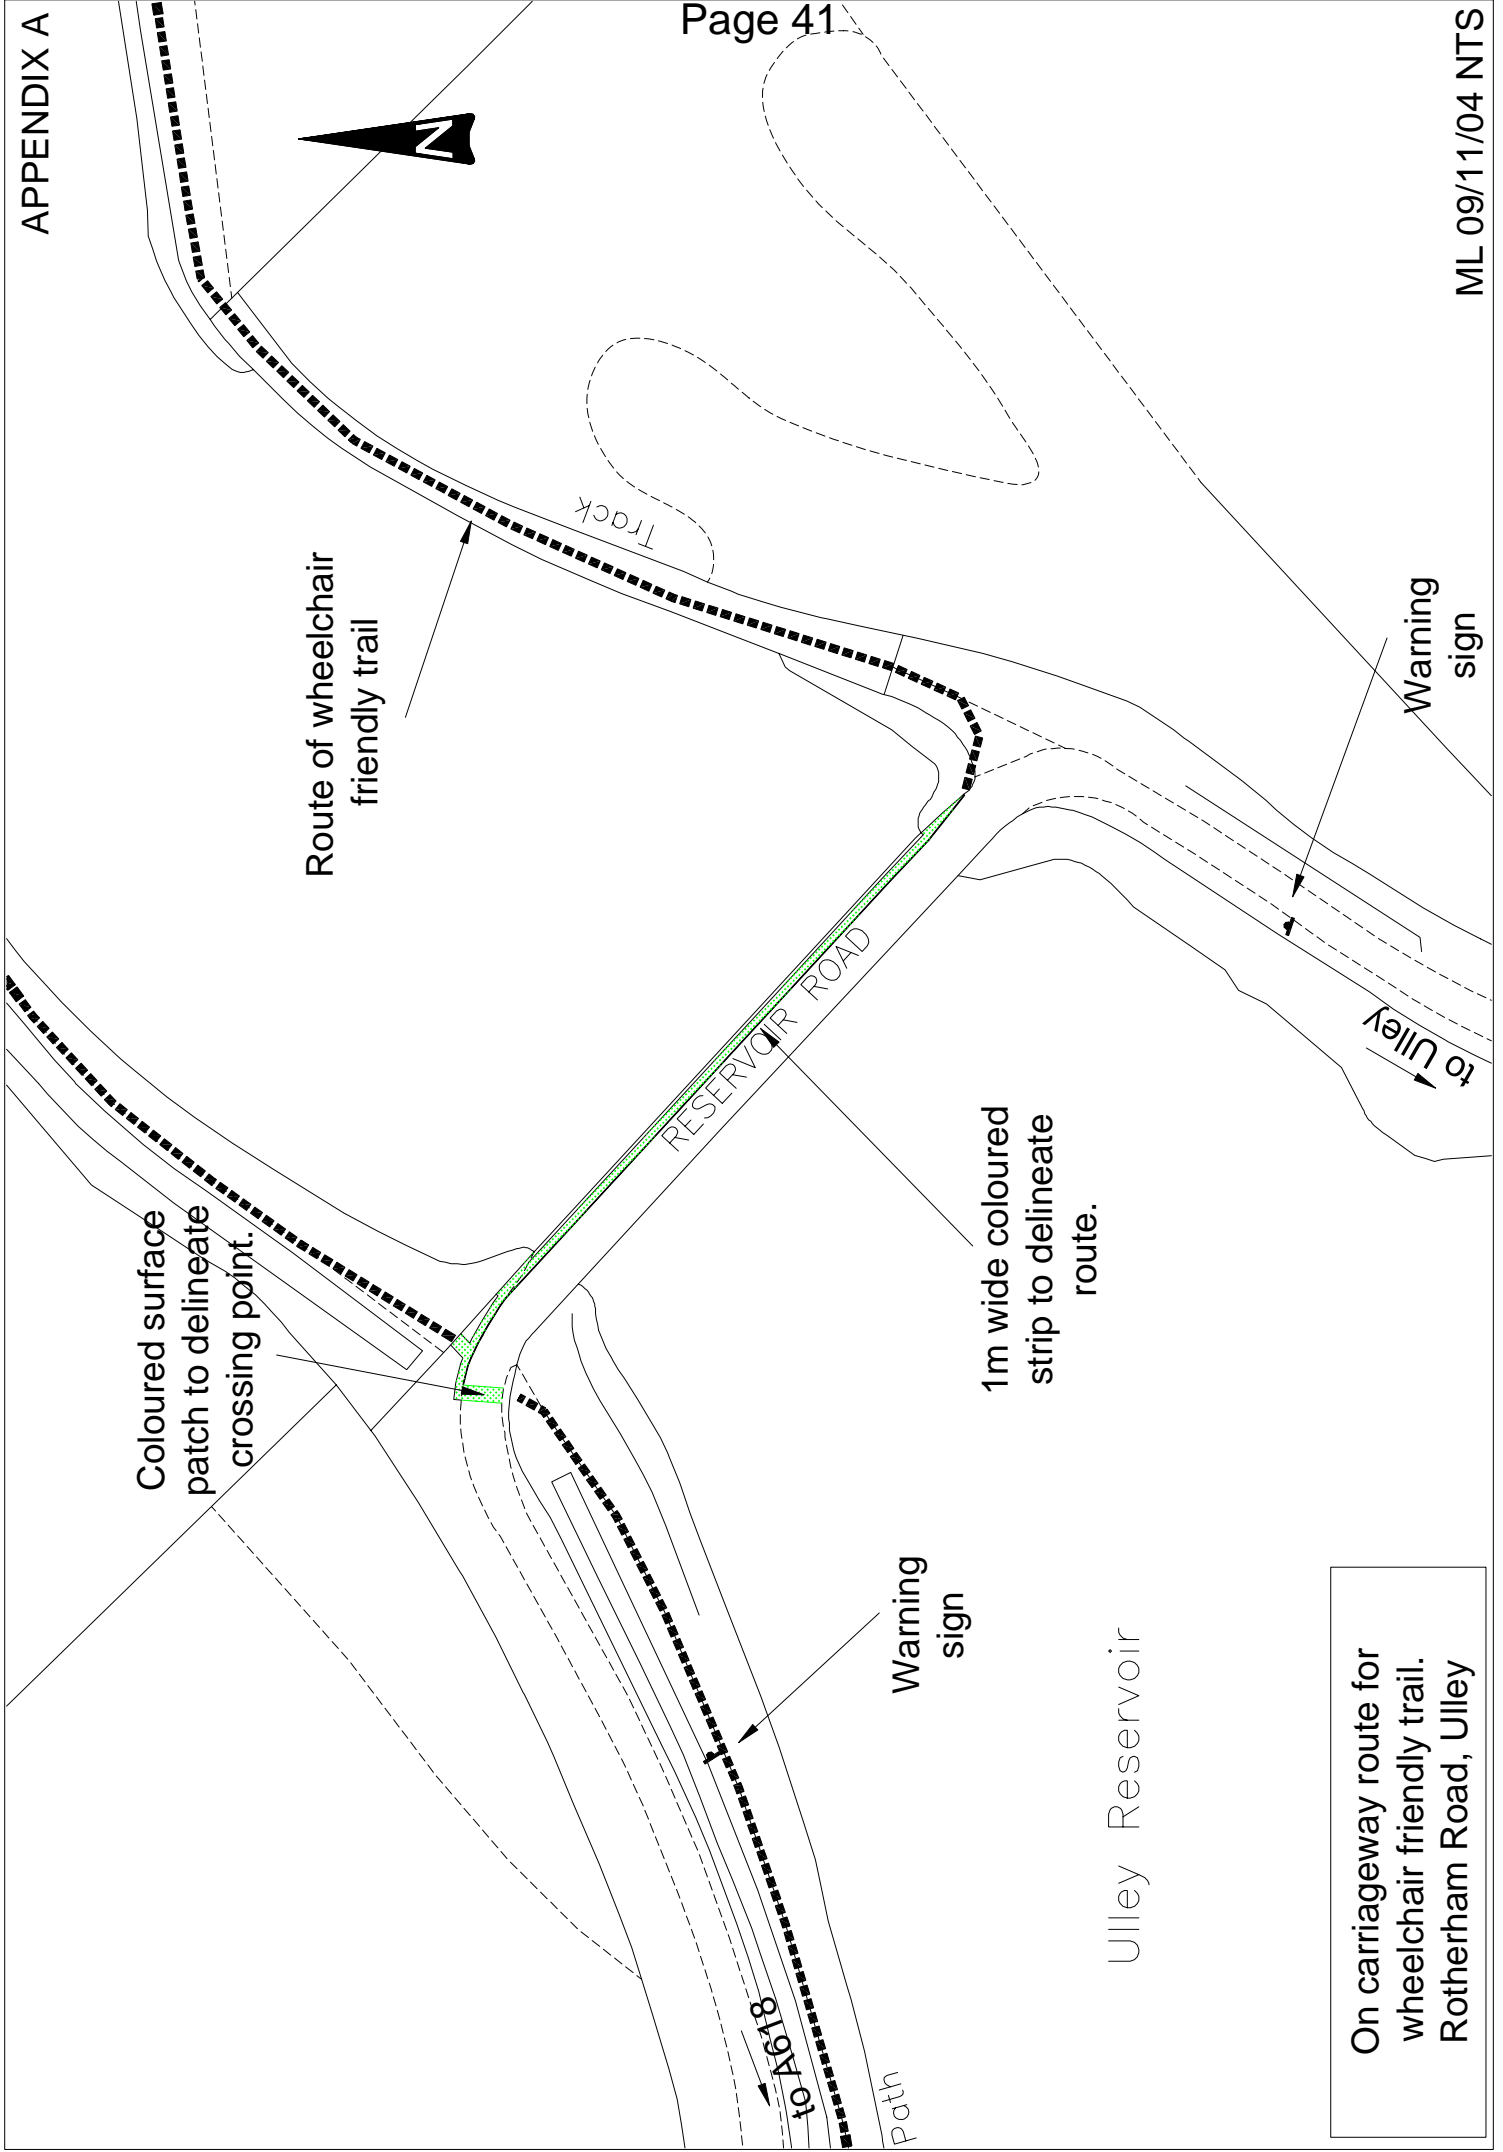 Page 41
APPENDIX A
N
Route of wheelchair
friendly trail
Track
Coloured surface
patch to delineate
crossing point.
RESERVOIR ROAD
1m wide coloured
strip to delineate
route.
Warning
sign
to Ulley
Warning
sign
to A618
Path
Ulley Reservoir
On carriageway route for
wheelchair friendly trail.
Rotherham Road, Ulley
ML 09/11/04 NTS